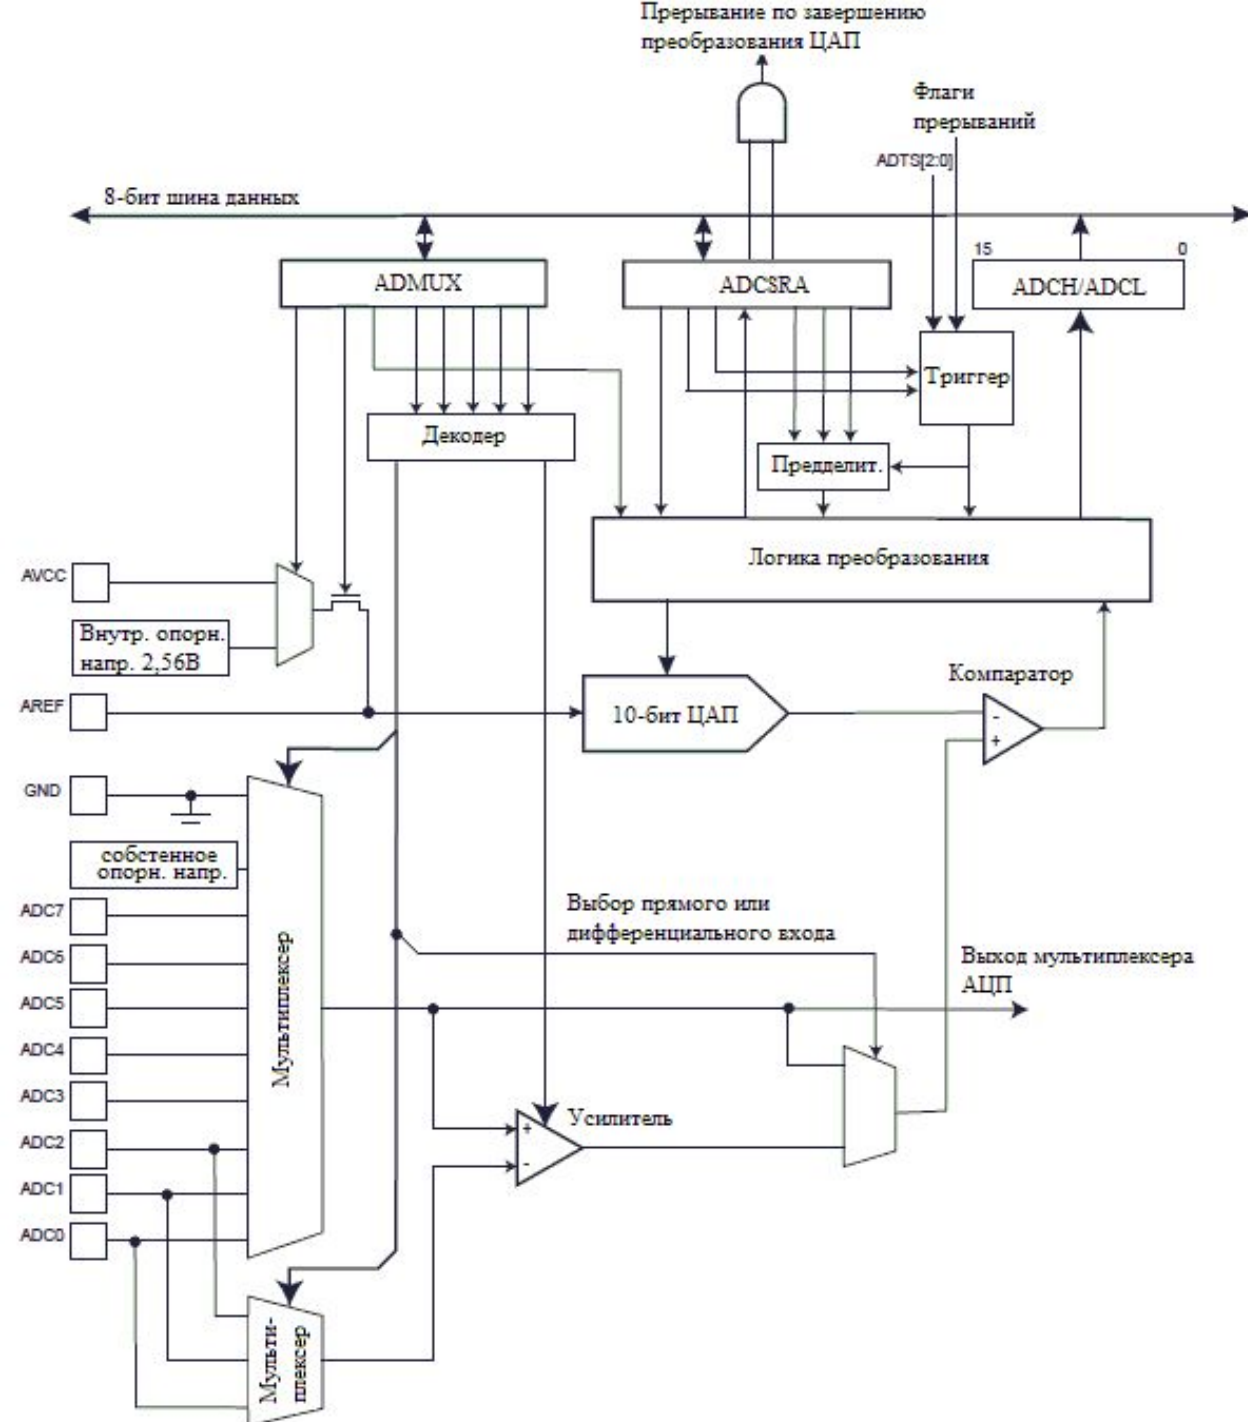 Прерывание по завершению
преобразования ЦАП
Флаги
прерываний
ADTS[2:0]
8-бит шина данных
ADMUX
ADCSRA
15
0
ADCH/ADCL
Триггер
Декодер
Предделит.
Логика преобразования
AVCC
Внутр. опорн.
напр. 2,56В
AREF
10-бит ЦАП
Компаратор
-
+
GND
собстенное
опорн. напр.
ADC7
ADC6
ADC5
ADC4
ADC3
ADC2
ADC1
ADC0
Мультиплексер
Выбор прямого или
дифференциального входа
Выход мультиплексера
АЦП
Усилитель
+
-
Мульти-
плексер